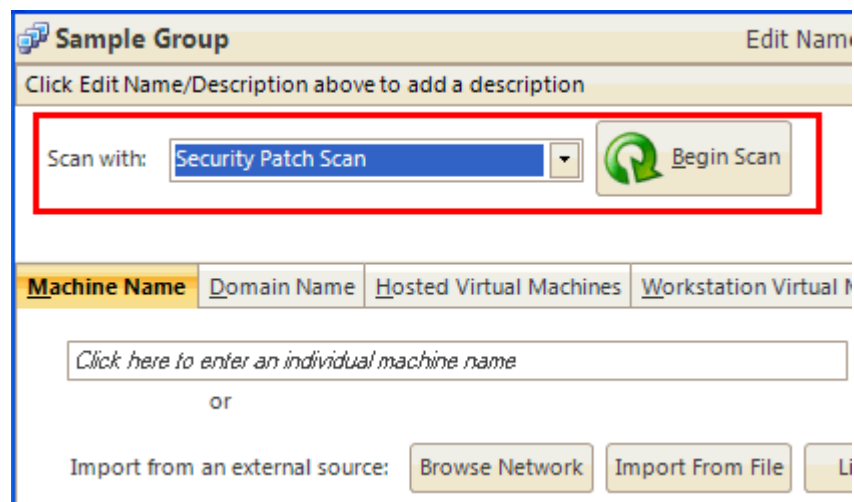 Sample Group Edit Name
Click Edit Name/Description above to add a description
Scan with: Security Patch Scan Begin Scan
Machine Name Domain Name Hosted Virtual Machines Workstation Virtual
Click here to enter an individual machine name
or
Import from an external source: Browse Network Import From File